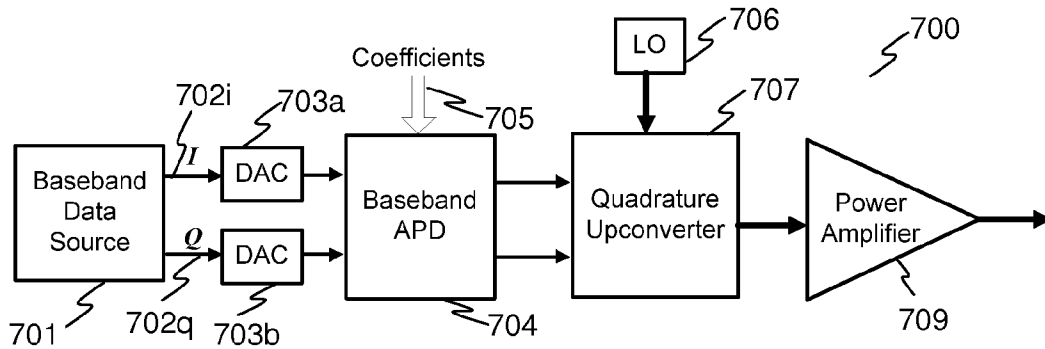 706
LO
700
Coefficients
702i
703a
705
707
I
DAC
Baseband
Data
Source
Baseband
APD
Quadrature
Upconverter
Power
Amplifier
Q
DAC
701
702q
703b
704
709